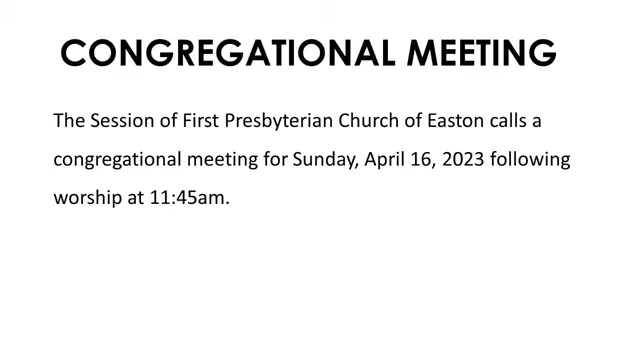 CONGREGATIONAL MEETING
The Session of First Presbyterian Church of Easton calls a
congregational meeting for Sunday, April 16, 2023 following
worship at 11:45am.